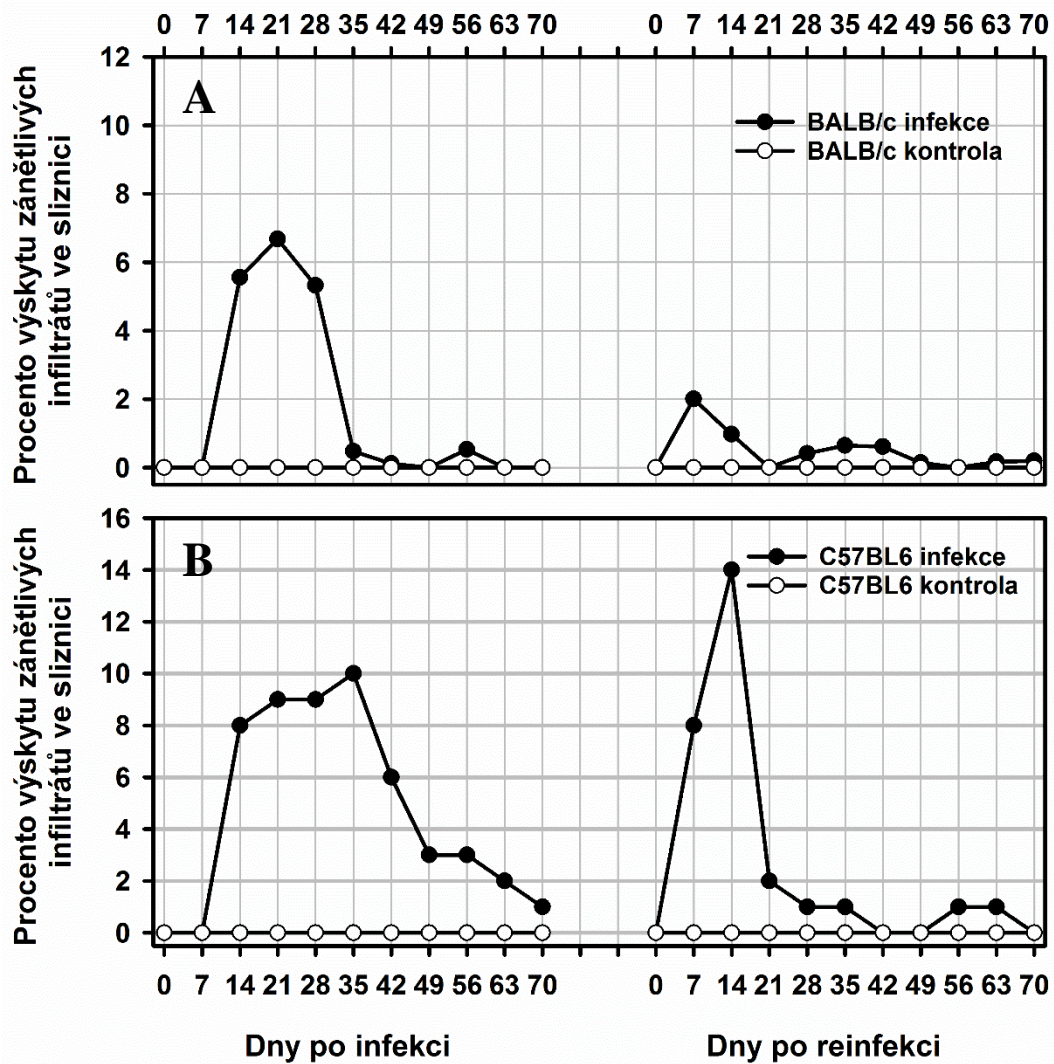 0 7 14 21 28 35 42 49 56 63 70 0 7 14 21 28 35 42 49 56 63 70
A
12
10
8
6
4
2
0
Procento výskytu zánětlivých
infiltrátů ve sliznici
BALB/c infekce
BALB/c kontrola
B
16
14
12
10
8
6
4
2
0
Procento výskytu zánětlivých
infiltrátů ve sliznici
C57BL6 infekce
C57BL6 kontrola
0 7 14 21 28 35 42 49 56 63 70 0 7 14 21 28 35 42 49 56 63 70
Dny po infekci Dny po reinfekci